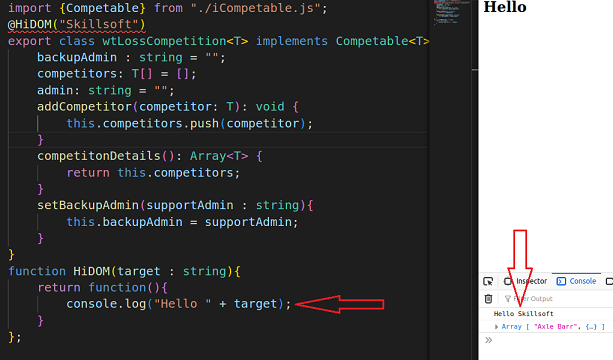 import {Competable} from "./iCompetable.js";
@HiDOM("Skillsoft")
export class wtLossCompetition<T> implements Competable<T>
backupAdmin : string = "";
competitors: T[] = [];
admin: string = "";
addCompetitor(competitor: T): void {
this.competitors.push(competitor);
}
competitonDetails(): Array<T> {
return this.competitors;
}
setBackupAdmin(supportAdmin : string){
this.backupAdmin = supportAdmin;
}
}
function HiDOM(target : string){
return function(){
console.log("Hello " + target);
}
};
Hello
Inspector
Console
Filter Output
Hello Skillsoft
Array [ "Axle Barr", {…} ]
»